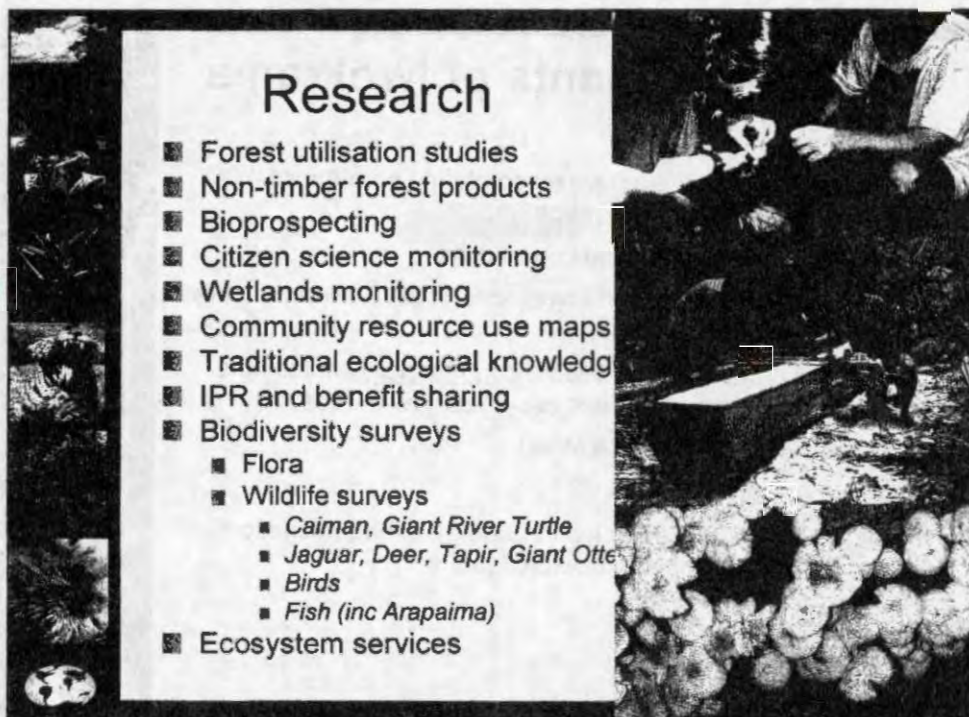 Research
Forest utilisation studies
Non-timber forest products
Bioprospecting
Citizen science monitoring
Wetlands monitoring
Community resource use maps
Traditional ecological knowledg
IPR and benefit sharing
Biodiversity surveys
Flora
Wildlife surveys
Caiman, Giant River Turtle
Jaguar, Deer, Tapir, Giant Otte
Birds
Fish (inc Arapaima)
Ecosystem services